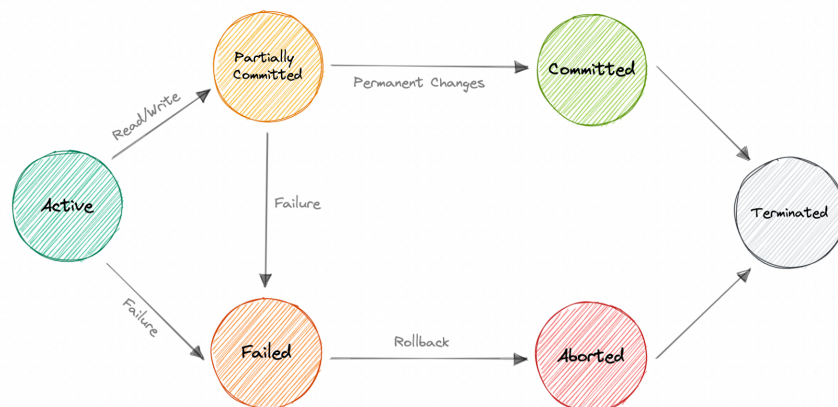 Partially
Committed
Committed
Permanent Changes
Read/Write
Active
Failure
Terminated
Failure
Failed
Rollback
Aborted